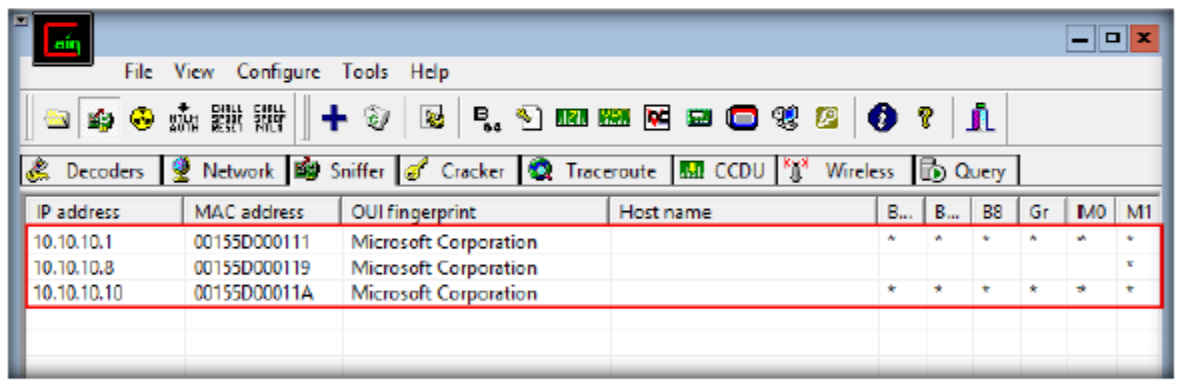 Cain
File View Configure Tools Help
Decoders Network Sniffer Cracker Traceroute CCDU Wireless Query
IP address MAC address OUI fingerprint Host name B... B... B8 Gr M0 M1
10.10.10.1 00155D000111 Microsoft Corporation * * * * * *
10.10.10.8 00155D000119 Microsoft Corporation *
10.10.10.10 00155D00011A Microsoft Corporation * * * * * *